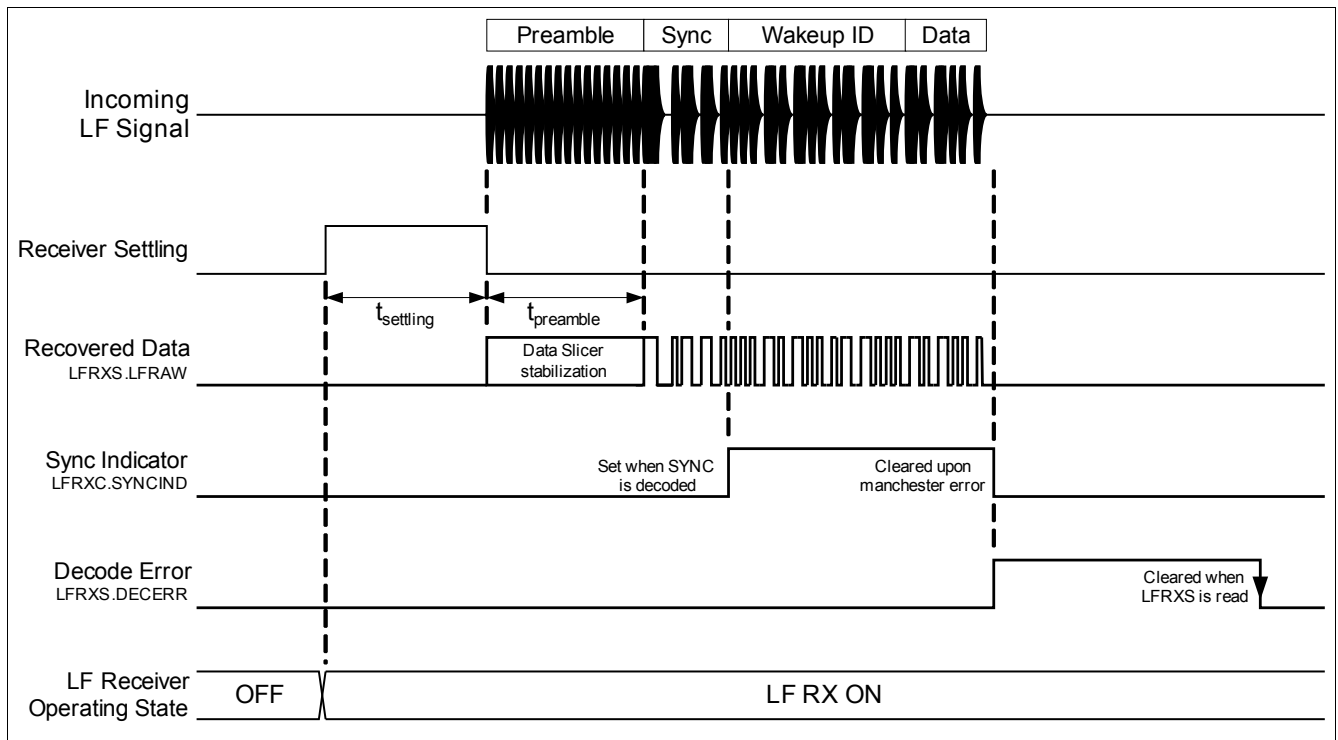 Preamble Sync Wakeup ID Data
Incoming
LF Signal
Receiver Settling
tsettling tpreamble
Recovered Data
LFRXS.LFRAW
Data Slicer
stabilization
Sync Indicator
LFRXC.SYNCIND
Set when SYNC
is decoded
Cleared upon
manchester error
Decode Error
LFRXS.DECERR
Cleared when
LFRXS is read
LF Receiver
Operating State
OFF
LF RX ON